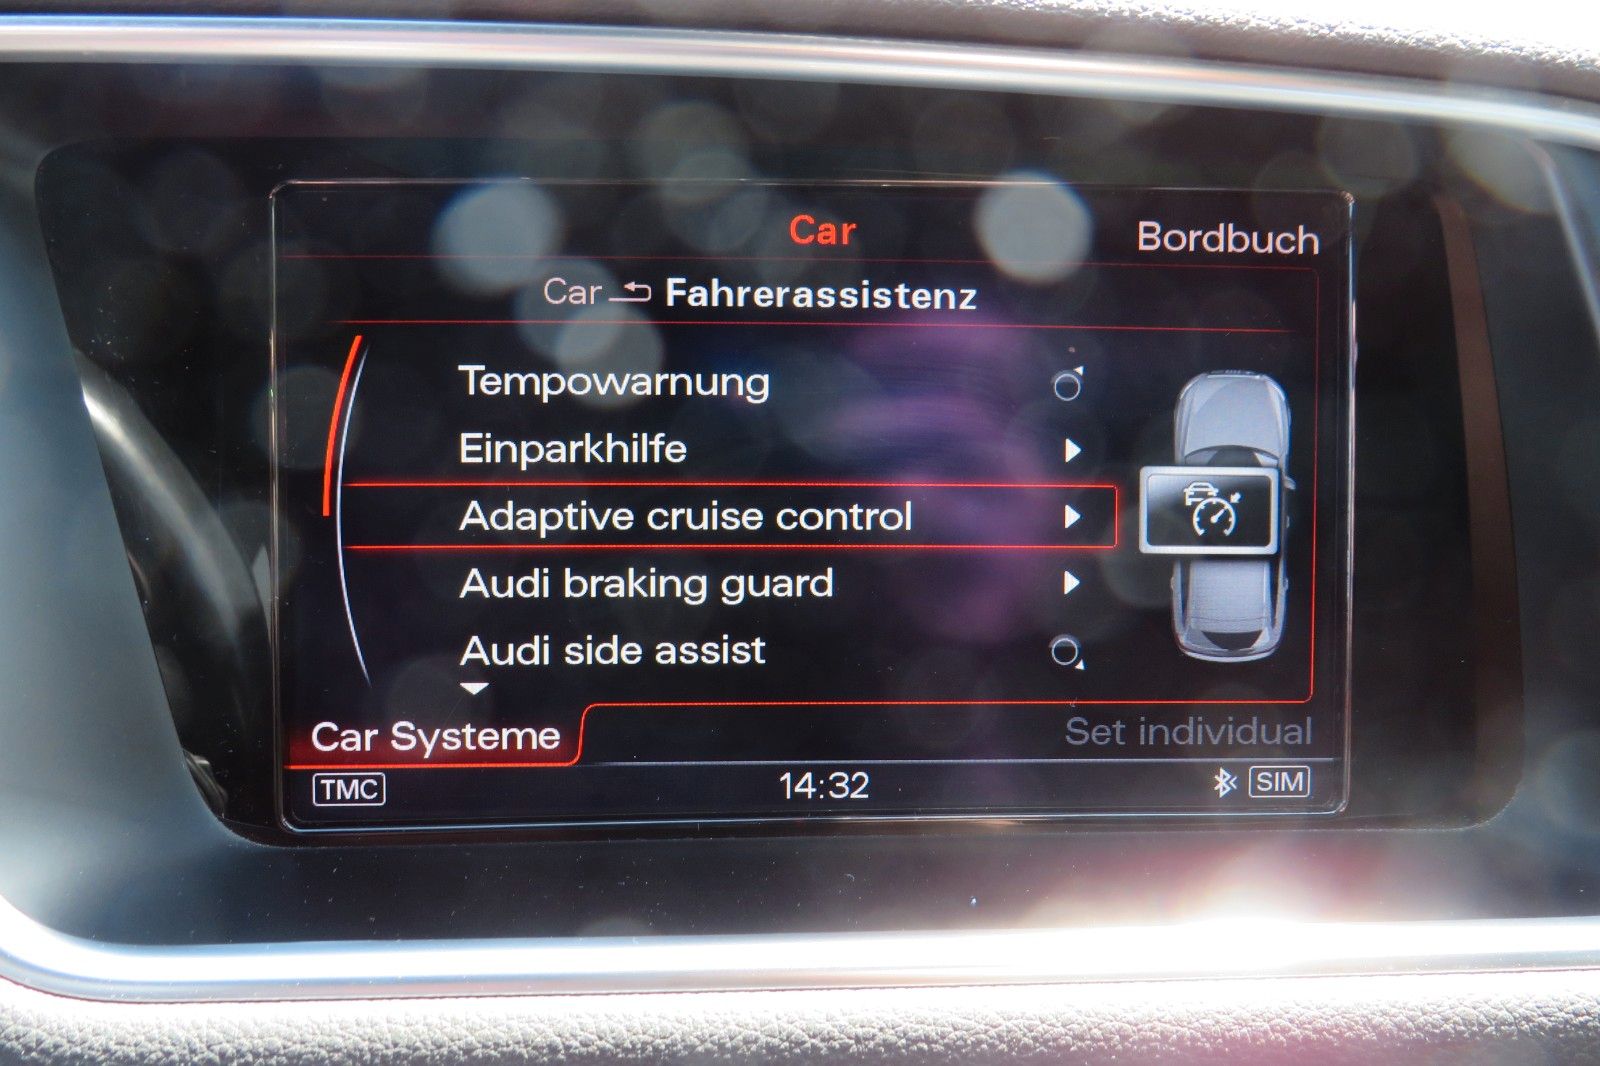 Car
Bordbuch
Car Fahrerassistenz
Tempowarnung
Einparkhilfe
Adaptive cruise control
Audi braking guard
Audi side assist
Car Systeme
Set individual
TMC
14:32
SIM